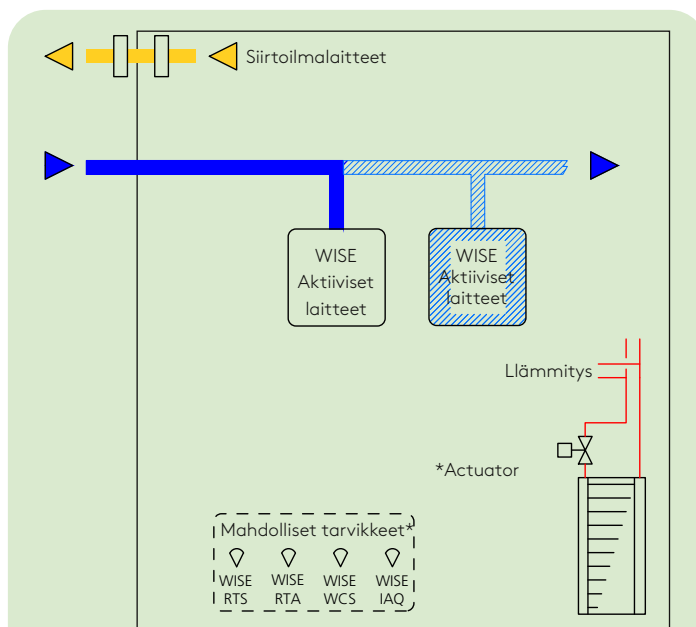 Siirtoilmalaitteet
WISE
Aktiiviset
laitteet
WISE
Aktiiviset
laitteet
Llämmitys
*Actuator
Mahdolliset tarvikkeet*
WISE
RTS
WISE
RTA
WISE
WCS
WISE
IAQ